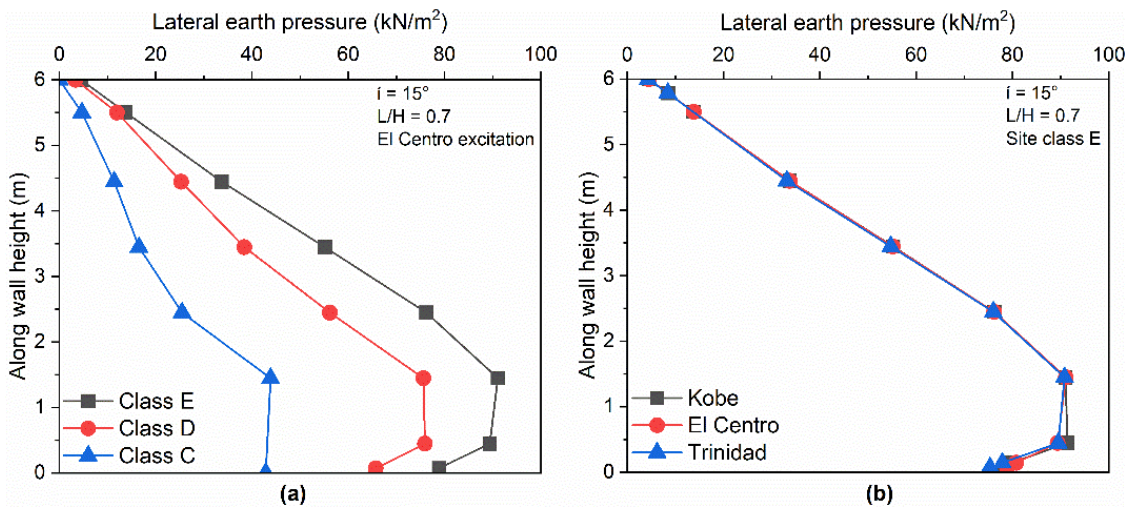 Lateral earth pressure (kN/m²)
0 20 40 60 80 100
Along wall height (m)
6
5
4
3
2
1
0
í = 15°
L/H = 0.7
El Centro excitation
Class E
Class D
Class C
(a)
Lateral earth pressure (kN/m²)
0 20 40 60 80 100
Along wall height (m)
6
5
4
3
2
1
0
í = 15°
L/H = 0.7
Site class E
Kobe
El Centro
Trinidad
(b)